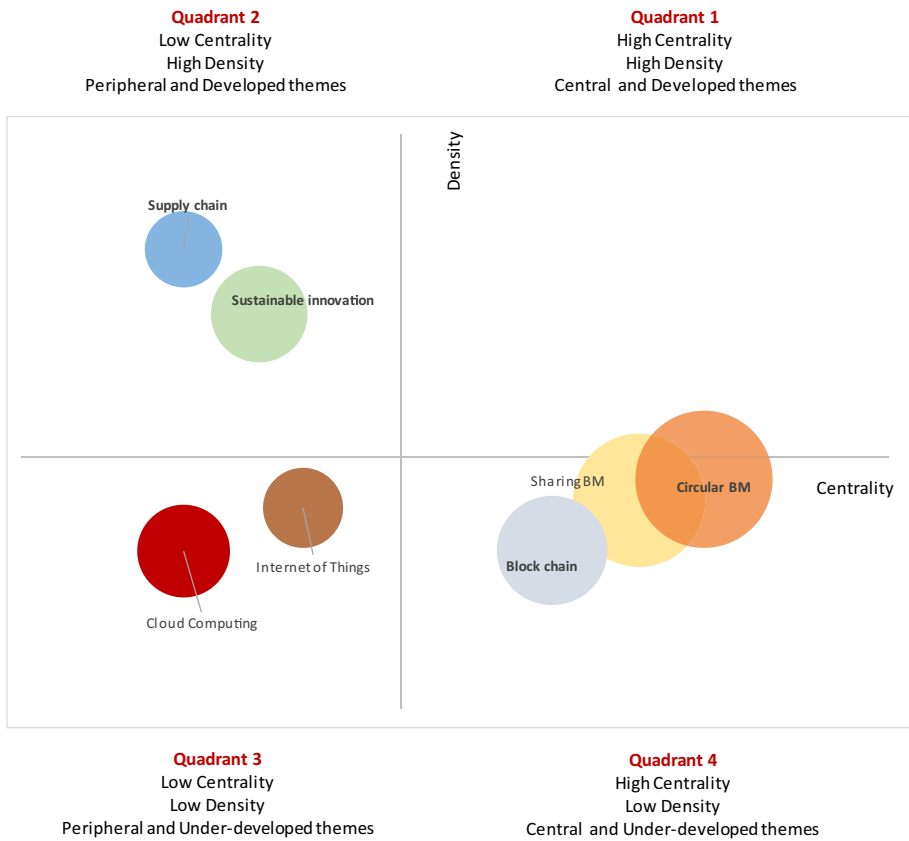 Quadrant 2
Low Centrality
High Density
Peripheral and Developed themes
Quadrant 1
High Centrality
High Density
Central and Developed themes
Density
Supply chain
Sustainable innovation
Sharing BM
Circular BM
Centrality
Block chain
Internet of Things
Cloud Computing
Quadrant 3
Low Centrality
Low Density
Peripheral and Under-developed themes
Quadrant 4
High Centrality
Low Density
Central and Under-developed themes